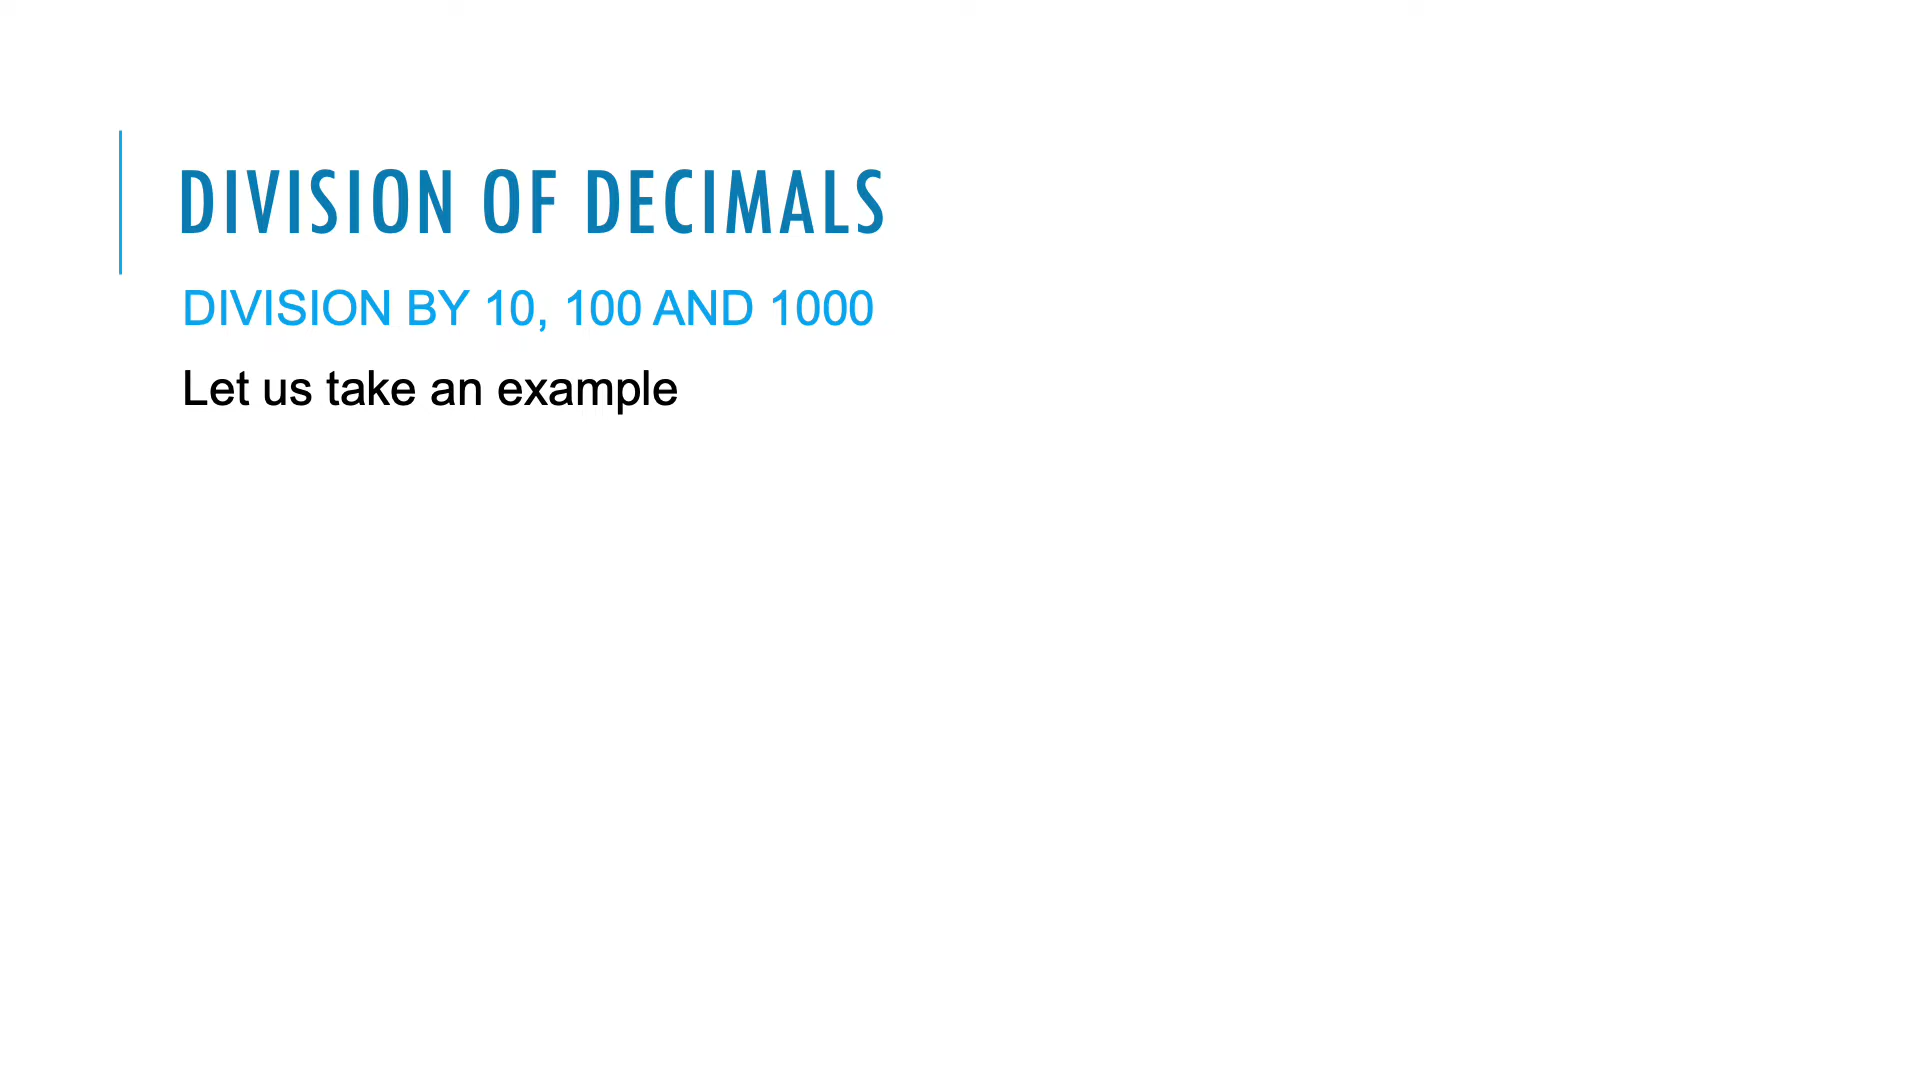 DIVISION OF DECIMALS
DIVISION BY 10, 100 AND 1000
Let us take an example